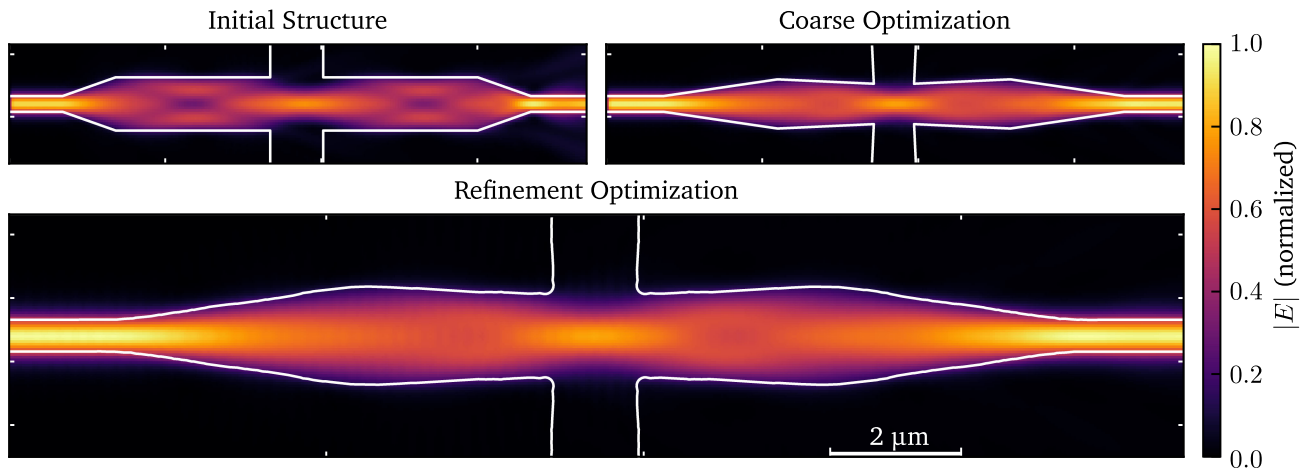 Initial Structure
Coarse Optimization
Refinement Optimization
2 μm
1.0
0.8
0.6
0.4
0.2
0.0
|E| (normalized)